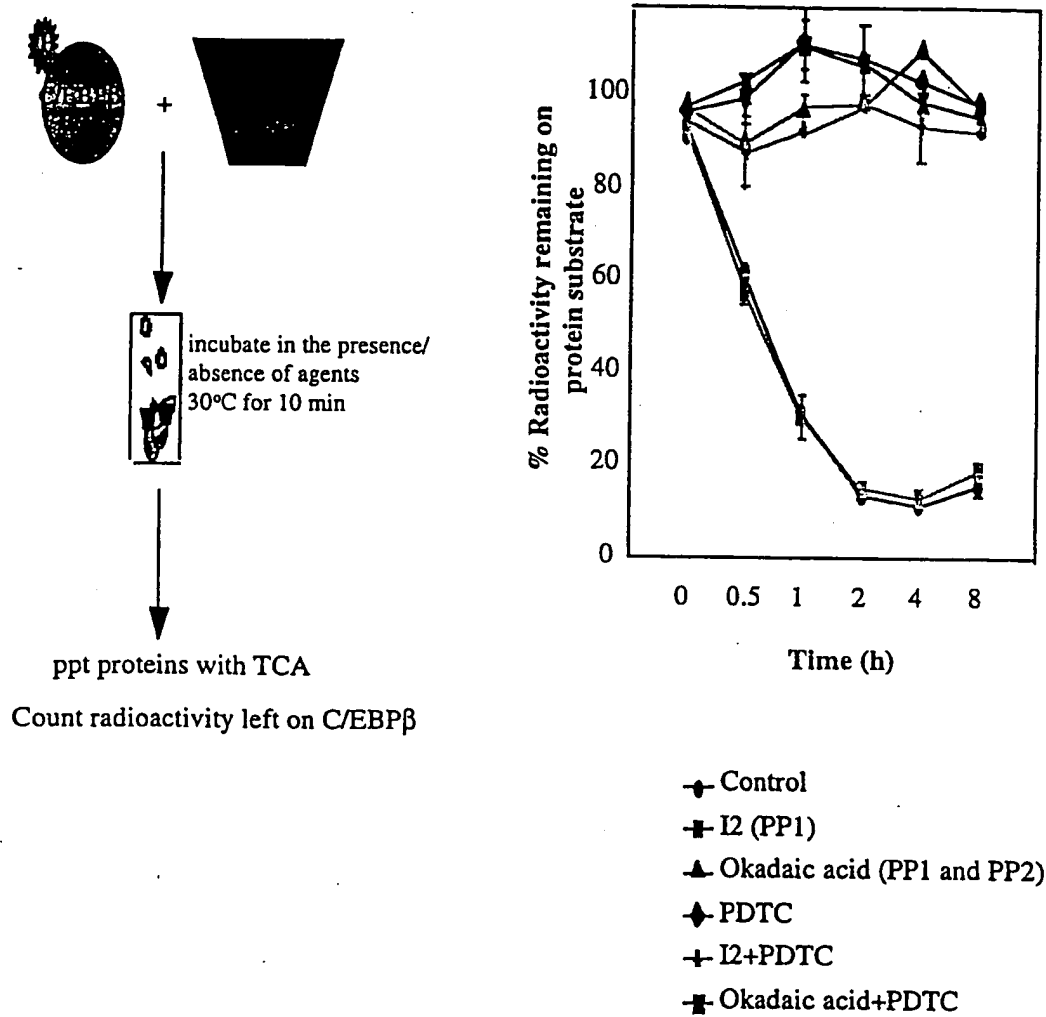 +
incubate in the presence/
absence of agents
30ºC for 10 min
ppt proteins with TCA
Count radioactivity left on C/EBPβ
% Radioactivity remaining on
protein substrate
100
80
60
40
20
0
0 0.5 1 2 4 8
Time (h)
Control
I2 (PP1)
Okadaic acid (PP1 and PP2)
PDTC
I2+PDTC
Okadaic acid+PDTC